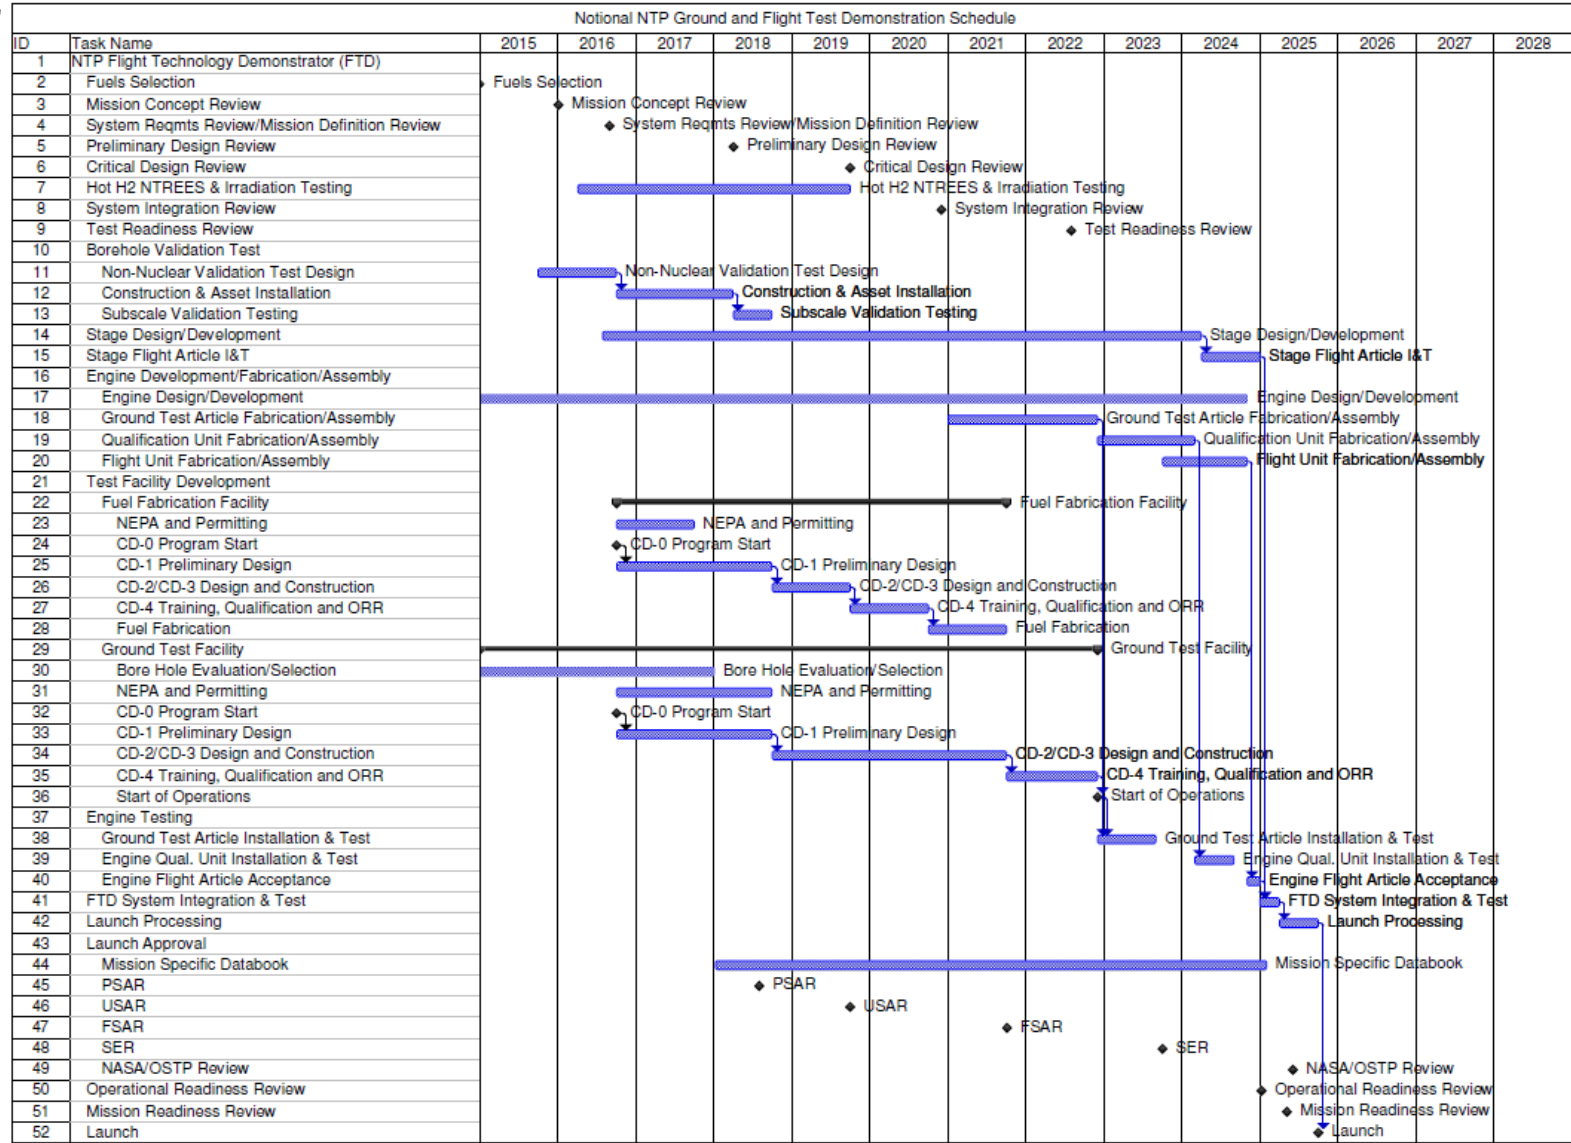 Notional NTP Ground and Flight Test Demonstration Schedule
ID Task Name 2015 2016 2017 2018 2019 2020 2021 2022 2023 2024 2025 2026 2027 2028
1 NTP Flight Technology Demonstrator (FTD)
2 Fuels Selection Fuels Selection
3 Mission Concept Review Mission Concept Review
4 System Reqmts Review/Mission Definition Review System Reqmts Review/Mission Definition Review
5 Preliminary Design Review Preliminary Design Review
6 Critical Design Review Critical Design Review
7 Hot H2 NTREES & Irradiation Testing Hot H2 NTREES & Irradiation Testing
8 System Integration Review System Integration Review
9 Test Readiness Review Test Readiness Review
10 Borehole Validation Test
11 Non-Nuclear Validation Test Design Non-Nuclear Validation Test Design
12 Construction & Asset Installation Construction & Asset Installation
13 Subscale Validation Testing Subscale Validation Testing
14 Stage Design/Development Stage Design/Development
15 Stage Flight Article I&T Stage Flight Article I&T
16 Engine Development/Fabrication/Assembly
17 Engine Design/Development Engine Design/Development
18 Ground Test Article Fabrication/Assembly Ground Test Article Fabrication/Assembly
19 Qualification Unit Fabrication/Assembly Qualification Unit Fabrication/Assembly
20 Flight Unit Fabrication/Assembly Flight Unit Fabrication/Assembly
21 Test Facility Development
22 Fuel Fabrication Facility Fuel Fabrication Facility
23 NEPA and Permitting NEPA and Permitting
24 CD-0 Program Start CD-0 Program Start
25 CD-1 Preliminary Design CD-1 Preliminary Design
26 CD-2/CD-3 Design and Construction CD-2/CD-3 Design and Construction
27 CD-4 Training, Qualification and ORR CD-4 Training, Qualification and ORR
28 Fuel Fabrication Fuel Fabrication
29 Ground Test Facility Ground Test Facility
30 Bore Hole Evaluation/Selection Bore Hole Evaluation/Selection
31 NEPA and Permitting NEPA and Permitting
32 CD-0 Program Start CD-0 Program Start
33 CD-1 Preliminary Design CD-1 Preliminary Design
34 CD-2/CD-3 Design and Construction CD-2/CD-3 Design and Construction
35 CD-4 Training, Qualification and ORR CD-4 Training, Qualification and ORR
36 Start of Operations Start of Operations
37 Engine Testing
38 Ground Test Article Installation & Test Ground Test Article Installation & Test
39 Engine Qual. Unit Installation & Test Engine Qual. Unit Installation & Test
40 Engine Flight Article Acceptance Engine Flight Article Acceptance
41 FTD System Integration & Test FTD System Integration & Test
42 Launch Processing Launch Processing
43 Launch Approval
44 Mission Specific Databook Mission Specific Databook
45 PSAR PSAR
46 USAR USAR
47 FSAR FSAR
48 SER SER
49 NASA/OSTP Review NASA/OSTP Review
50 Operational Readiness Review Operational Readiness Review
51 Mission Readiness Review Mission Readiness Review
52 Launch Launch